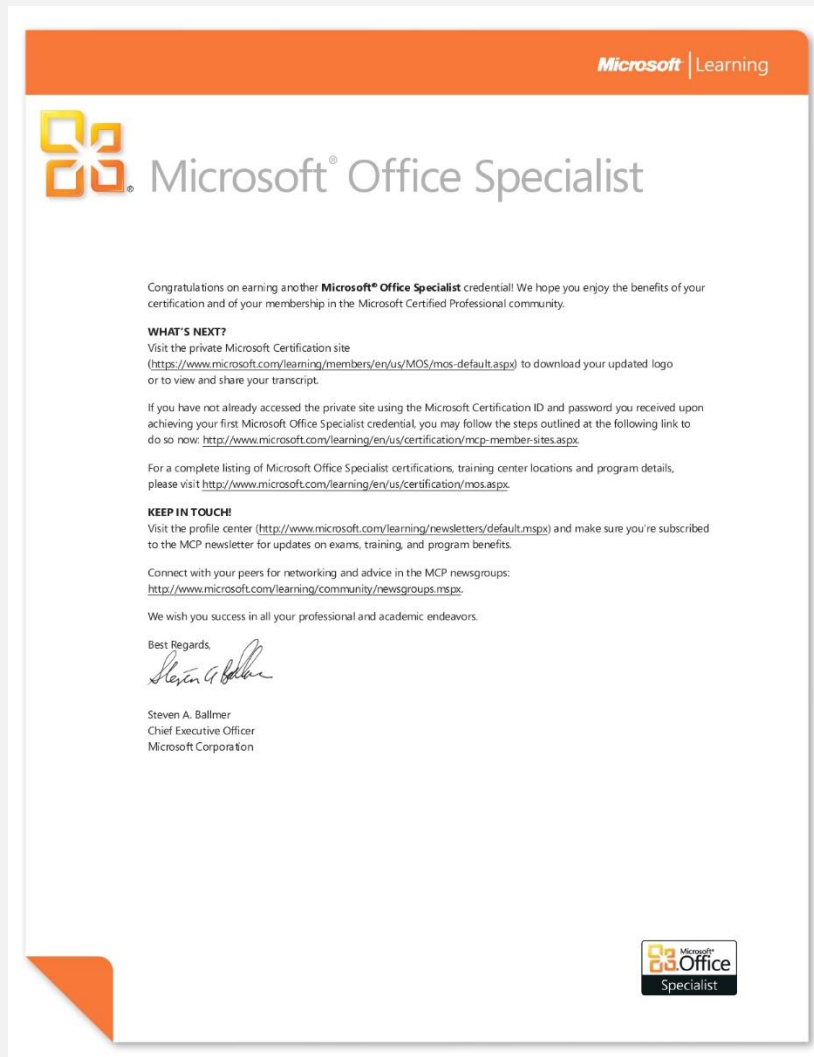 Microsoft | Learning
Microsoft® Office Specialist
Congratulations on earning another Microsoft® Office Specialist credential! We hope you enjoy the benefits of your
certification and of your membership in the Microsoft Certified Professional community.
WHAT'S NEXT?
Visit the private Microsoft Certification site
(https://www.microsoft.com/learning/members/en/us/MOS/mos-default.aspx) to download your updated logo
or to view and share your transcript.
If you have not already accessed the private site using the Microsoft Certification ID and password you received upon
achieving your first Microsoft Office Specialist credential, you may follow the steps outlined at the following link to
do so now: http://www.microsoft.com/learning/en/us/certification/mcp-member-sites.aspx.
For a complete listing of Microsoft Office Specialist certifications, training center locations and program details,
please visit http://www.microsoft.com/learning/en/us/certification/mos.aspx.
KEEP IN TOUCH!
Visit the profile center (http://www.microsoft.com/learning/newsletters/default.mspx) and make sure you're subscribed
to the MCP newsletter for updates on exams, training, and program benefits.
Connect with your peers for networking and advice in the MCP newsgroups:
http://www.microsoft.com/learning/community/newsgroups.mspx.
We wish you success in all your professional and academic endeavors.
Best Regards,
Steven A Ballmer
Steven A. Ballmer
Chief Executive Officer
Microsoft Corporation
Microsoft®
Office
Specialist